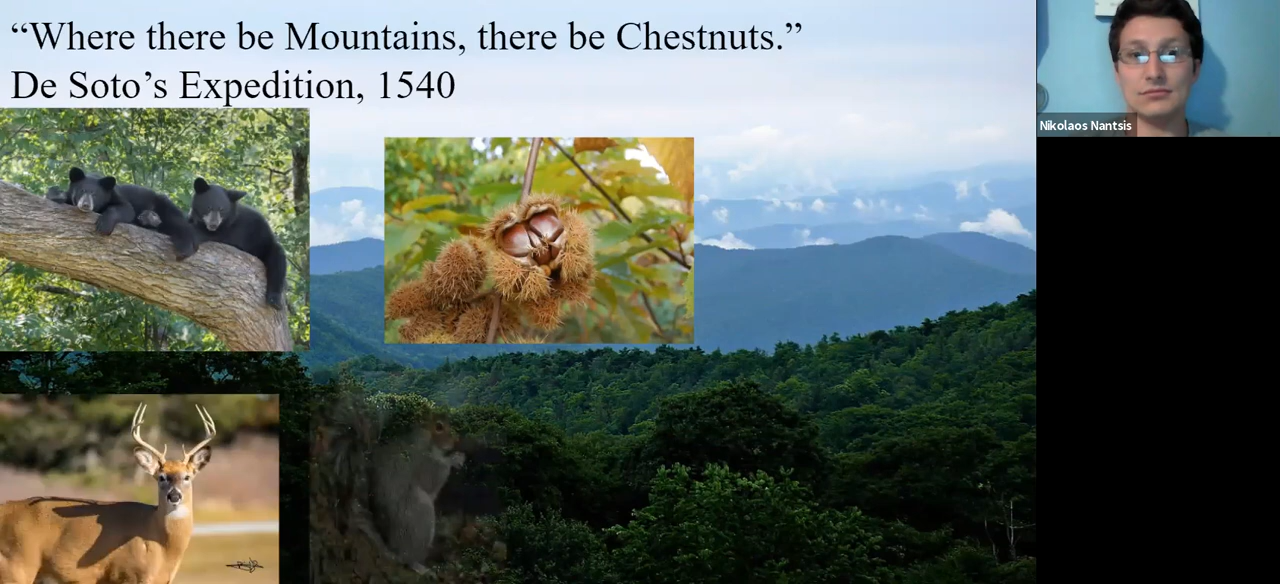 “Where there be Mountains, there be Chestnuts.”
De Soto’s Expedition, 1540
Nikolaos Nantsis